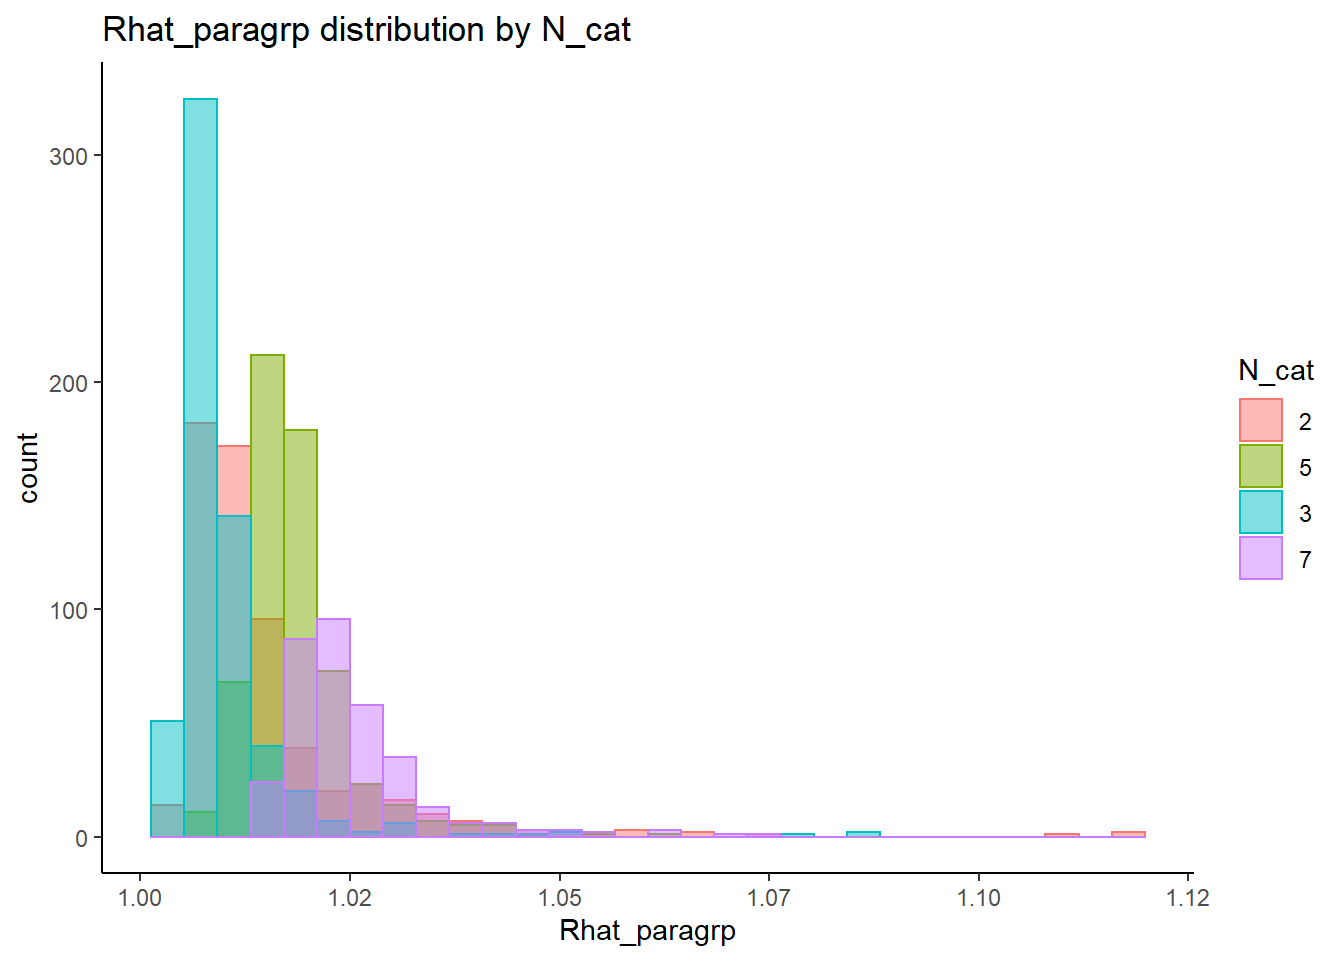 Rhat_paragrp distribution by N_cat
300
200
100
0
count
1.00 1.02 1.05 1.07 1.10 1.12
Rhat_paragrp
N_cat
2
5
3
7